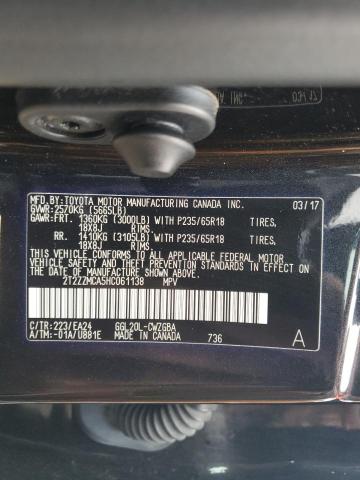 MFD.BY:TOYOTA MOTOR MANUFACTURING CANADA INC. 03/17
GVWR:2570KG (5665LB)
GAWR:FRT. 1360KG (3000LB) WITH P235/65R18 TIRES,
18X8J RIMS.
RR. 1410KG (3105LB) WITH P235/65R18 TIRES,
18X8J RIMS.
THIS VEHICLE CONFORMS TO ALL APPLICABLE FEDERAL MOTOR
VEHICLE SAFETY AND THEFT PREVENTION STANDARDS IN EFFECT ON
THE DATE OF MANUFACTURE SHOWN ABOVE.
2T2ZZMCA5HC061138 MPV
C/TR:223/EA24 GGL20L-CWZGBA
A/TM:-01A/U881E MADE IN CANADA 736 A